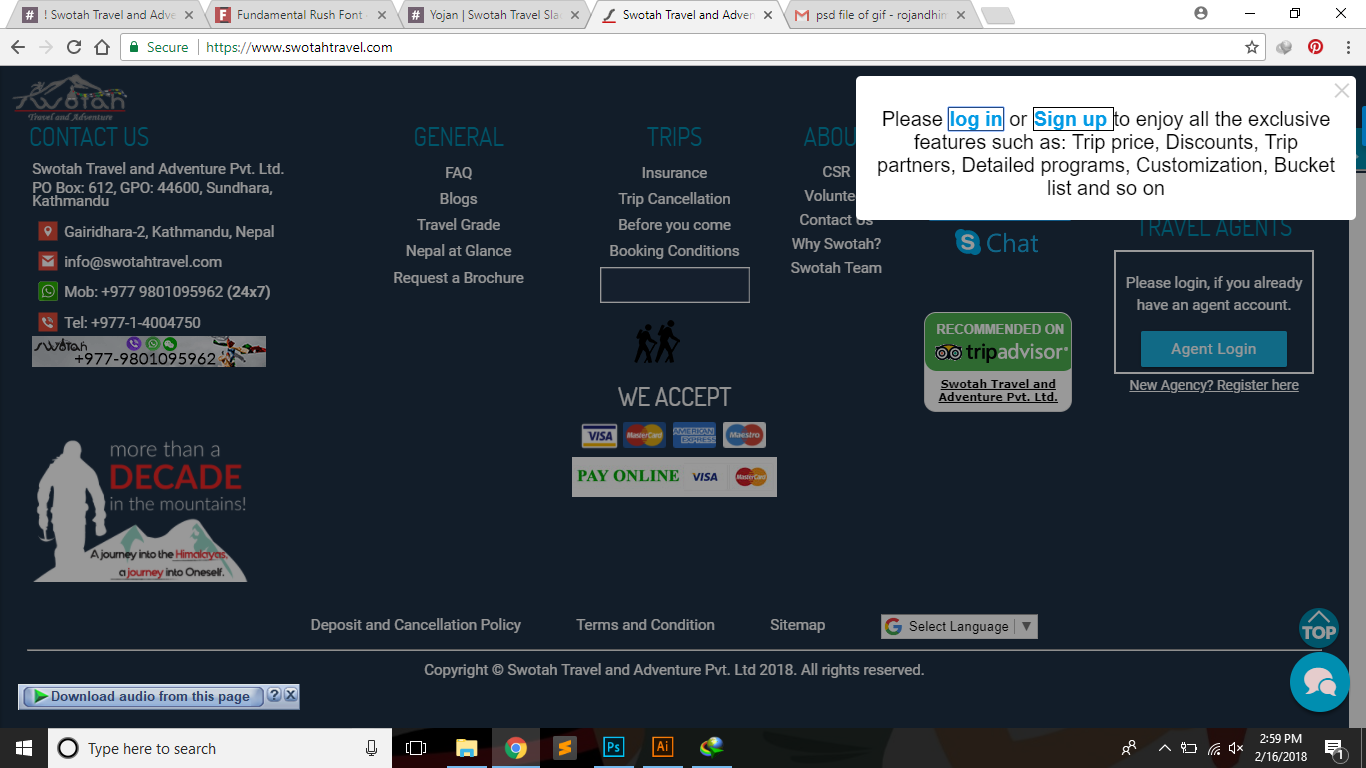 ! Swotah Travel and Adve
Fundamental Rush Font
Yojan | Swotah Travel Sla
Swotah Travel and Adven
psd file of gif - rojandhim
Secure
https://www.swotahtravel.com
Swotah
Travel and Adventure
Please log in or Sign up to enjoy all the exclusive
features such as: Trip price, Discounts, Trip
partners, Detailed programs, Customization, Bucket
list and so on
CONTACT US
Swotah Travel and Adventure Pvt. Ltd.
PO Box: 612, GPO: 44600, Sundhara,
Kathmandu
Gairidhara-2, Kathmandu, Nepal
info@swotahtravel.com
Mob: +977 9801095962 (24x7)
Tel: +977-1-4004750
Swotah
+977-9801095962
more than a
DECADE
in the mountains!
A journey into the Himalayas,
a journey into Oneself.
GENERAL
FAQ
Blogs
Travel Grade
Nepal at Glance
Request a Brochure
TRIPS
Insurance
Trip Cancellation
Before you come
Booking Conditions
WE ACCEPT
VISA MasterCard AMERICAN EXPRESS Maestro
PAY ONLINE VISA MasterCard
ABOU
CSR
Volunte
Contact Us
Why Swotah?
Swotah Team
Chat
RECOMMENDED ON
tripadvisor®
Swotah Travel and
Adventure Pvt. Ltd.
TRAVEL AGENTS
Please login, if you already
have an agent account.
Agent Login
New Agency? Register here
Deposit and Cancellation Policy
Terms and Condition
Sitemap
Select Language
TOP
Copyright © Swotah Travel and Adventure Pvt. Ltd 2018. All rights reserved.
Download audio from this page
Type here to search
Ps
Ai
2:59 PM
2/16/2018
1